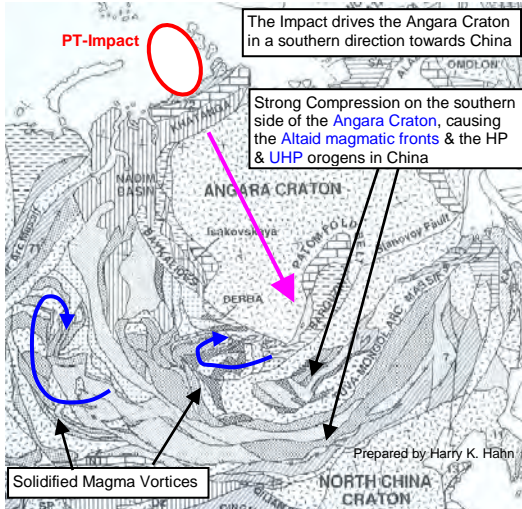 The Impact drives the Angara Craton
in a southern direction towards China
PT-Impact
OMOLON
KHATANGA
Strong Compression on the southern
side of the Angara Craton, causing
the Altaid magmatic fronts & the HP
& UHP orogens in China
NADIM
BASIN
ANGARA CRATON
Isakovskaya
BAIKALIDES
Stanovoy Fault
DERBA
ARC MASSIF
Prepared by Harry K. Hahn
Solidified Magma Vortices
NORTH CHINA
CRATON